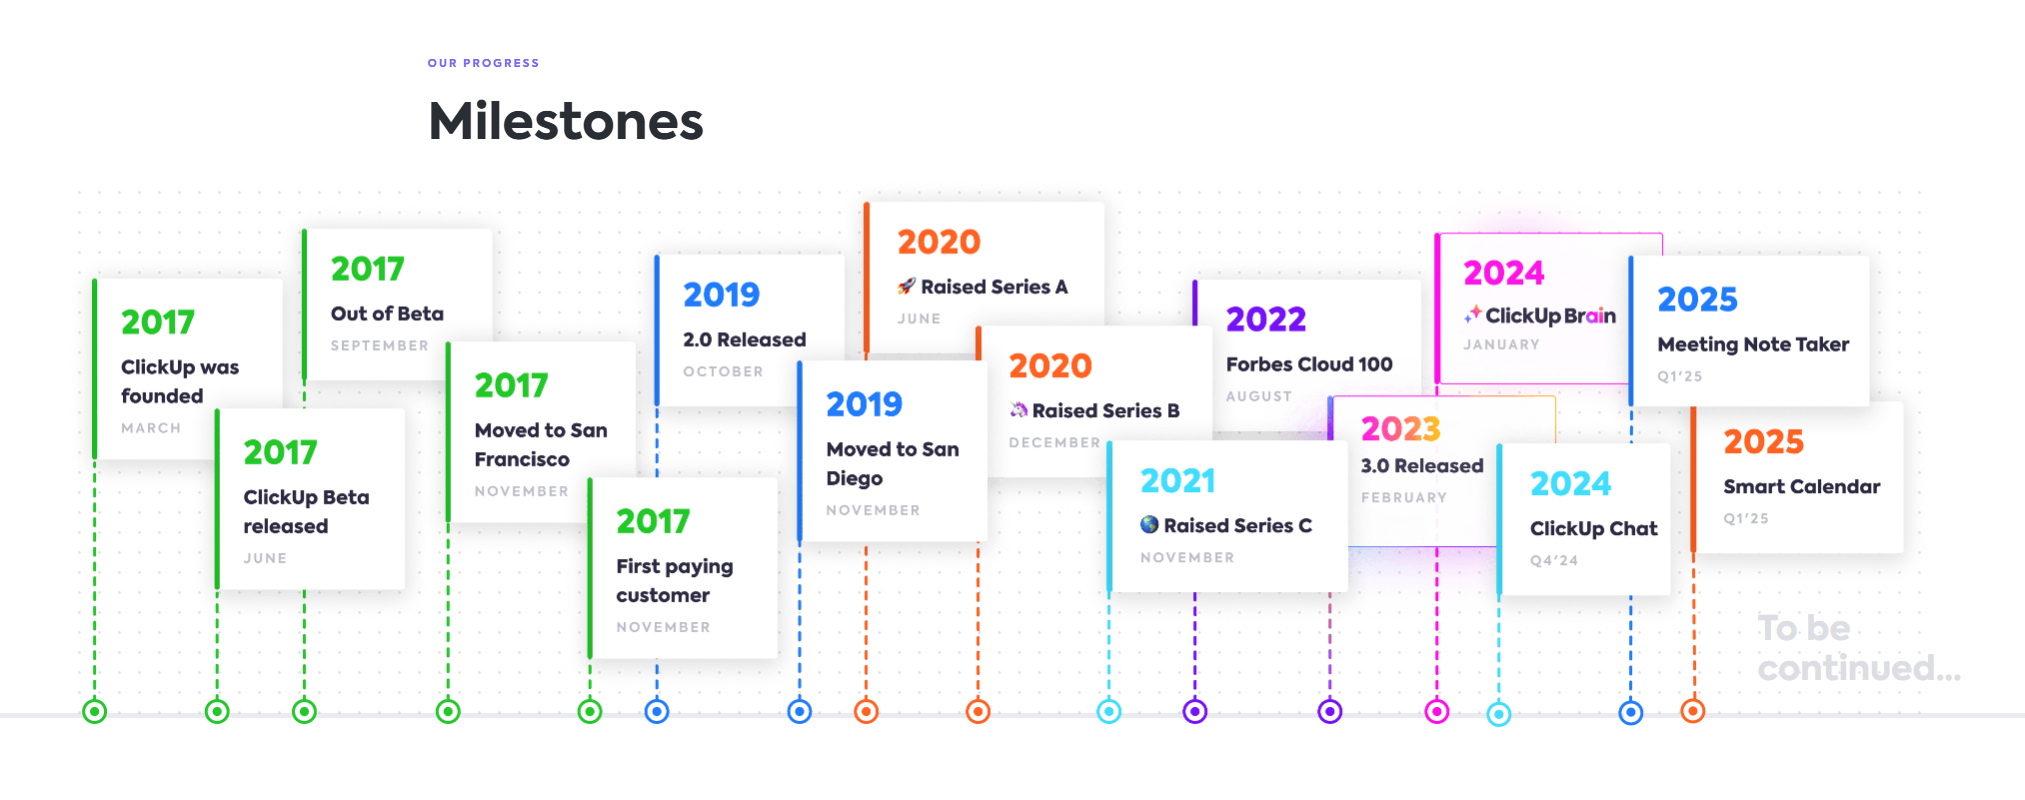 OUR PROGRESS
Milestones
2017
ClickUp was
founded
MARCH
2017
ClickUp Beta
released
JUNE
2017
Out of Beta
SEPTEMBER
2017
Moved to San
Francisco
NOVEMBER
2017
First paying
customer
NOVEMBER
2019
2.0 Released
OCTOBER
2019
Moved to San
Diego
NOVEMBER
2020
🚀 Raised Series A
JUNE
2020
🦄 Raised Series B
DECEMBER
2021
🌎 Raised Series C
NOVEMBER
2022
Forbes Cloud 100
AUGUST
2023
3.0 Released
FEBRUARY
2024
ClickUp Brain
JANUARY
2024
ClickUp Chat
Q4'24
2025
Meeting Note Taker
Q1'25
2025
Smart Calendar
Q1'25
To be
continued...